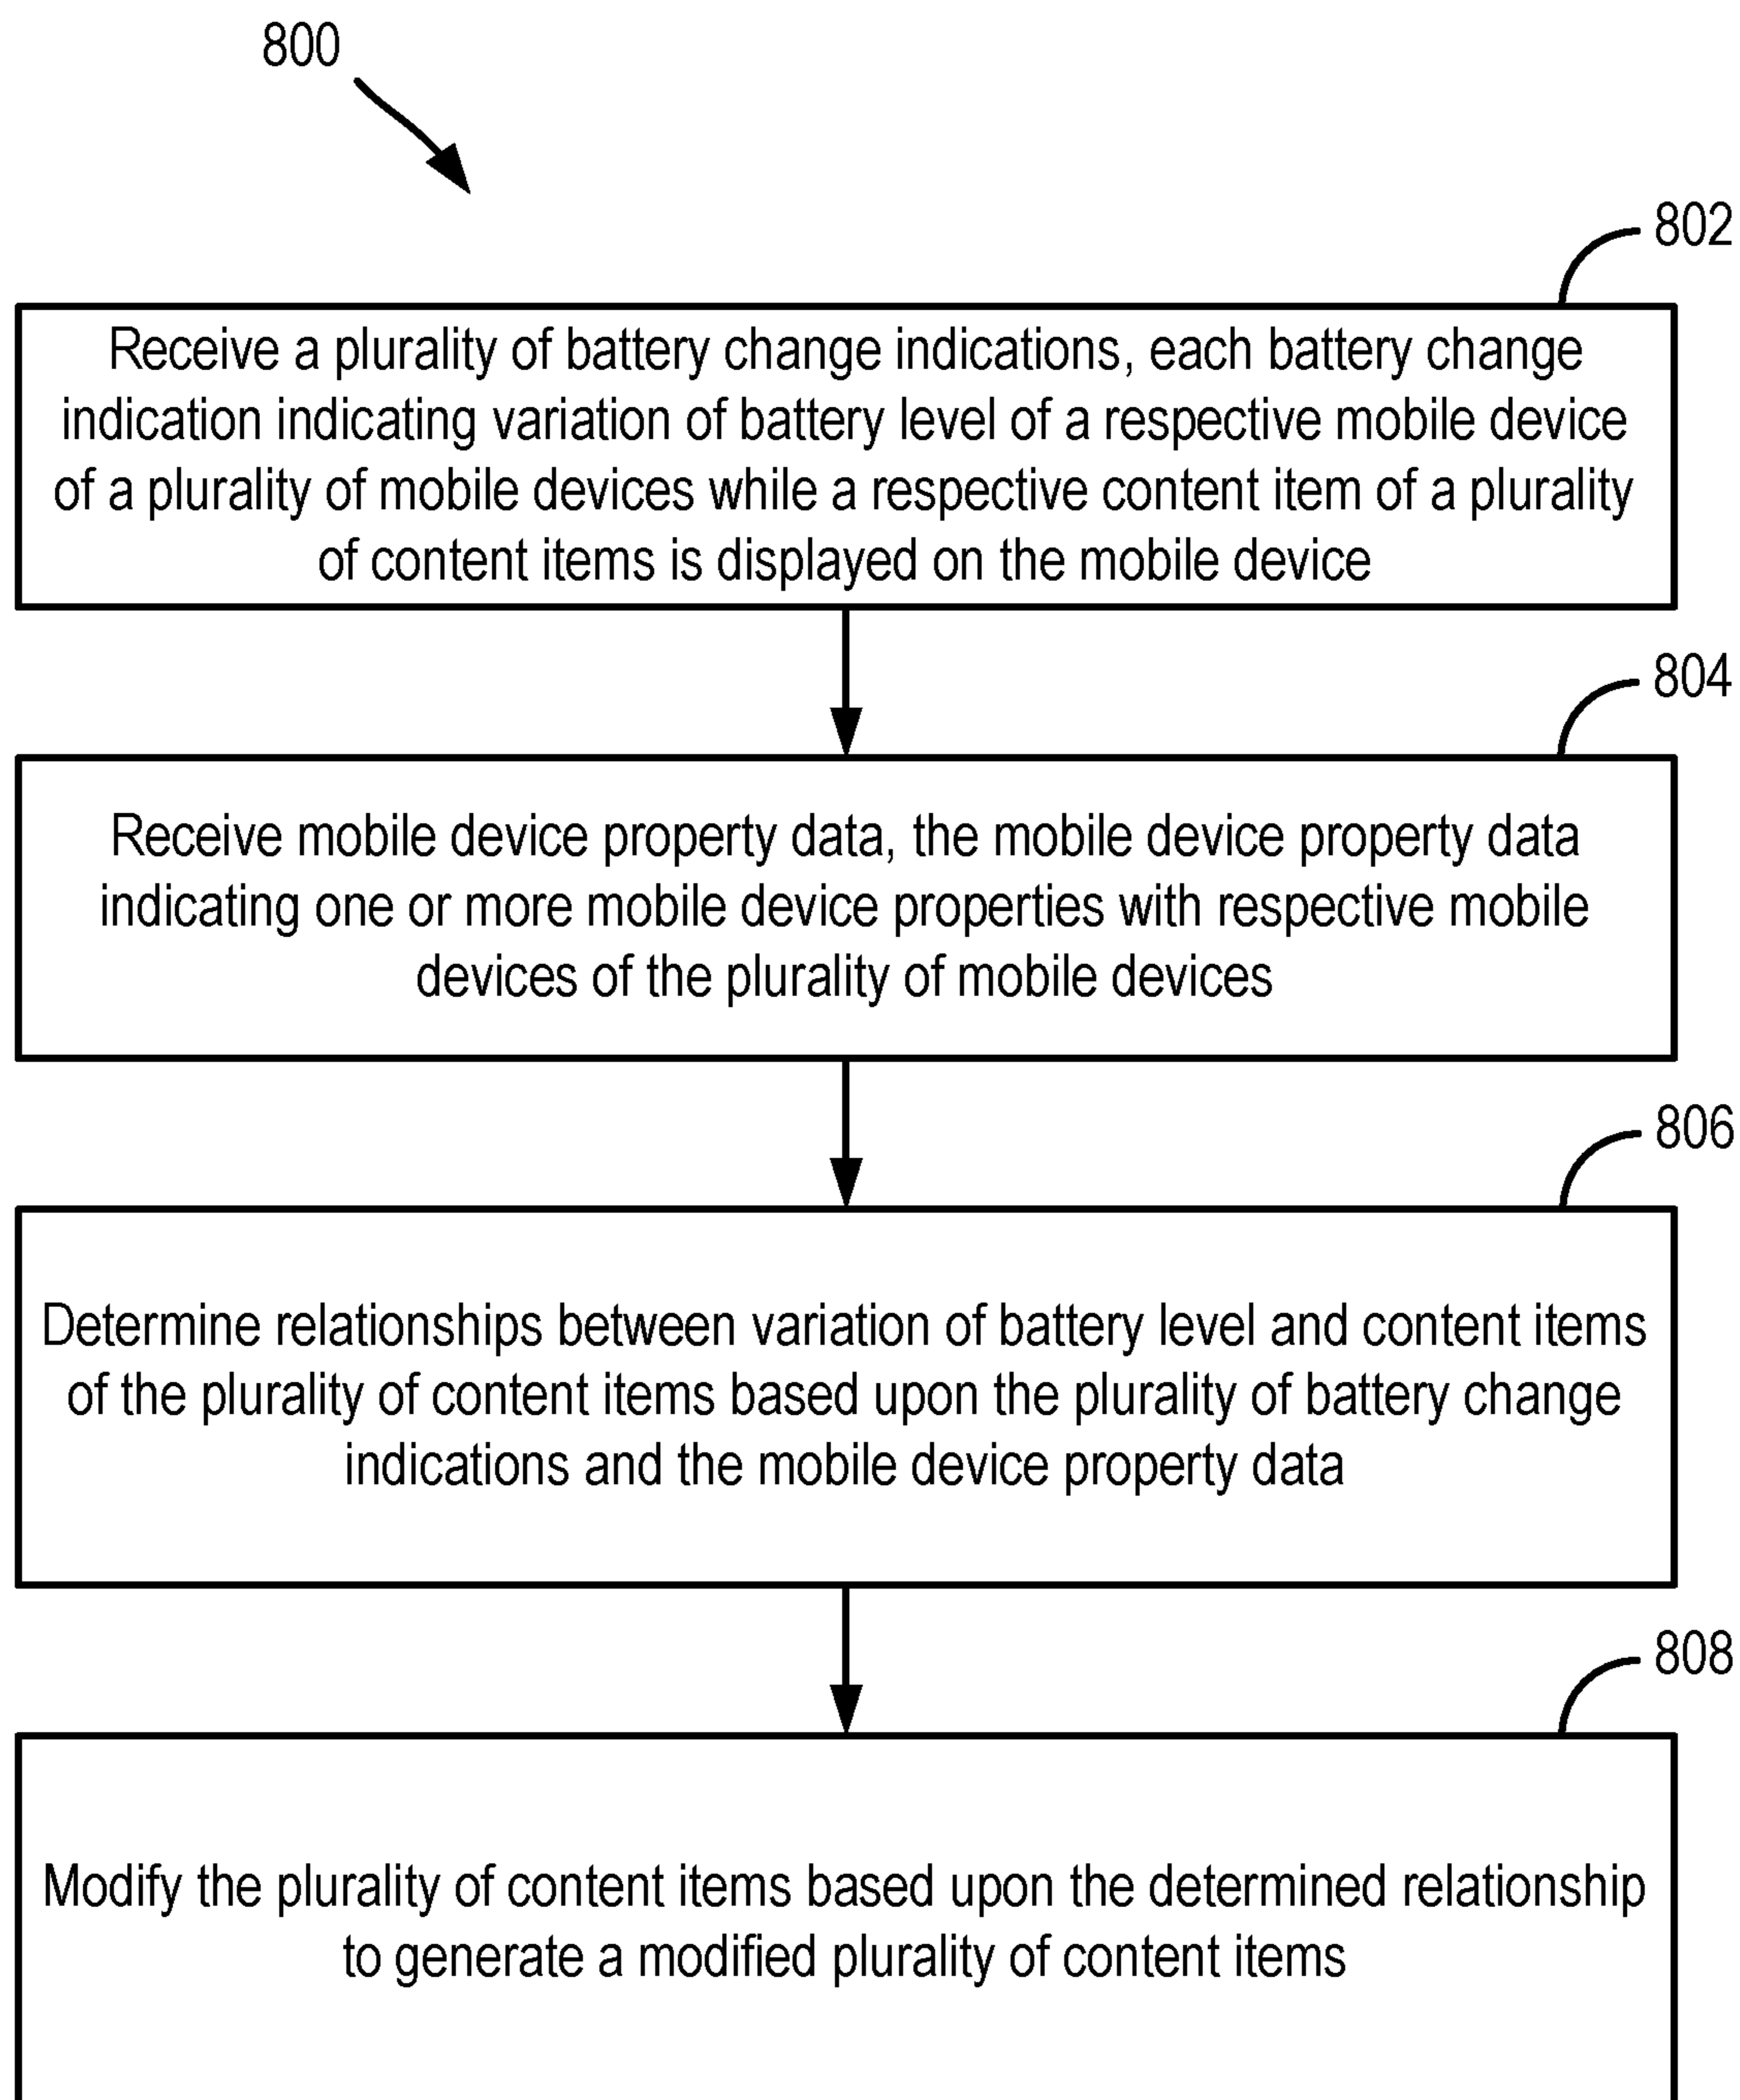 800
802
Receive a plurality of battery change indications, each battery change
indication indicating variation of battery level of a respective mobile device
of a plurality of mobile devices while a respective content item of a plurality
of content items is displayed on the mobile device
804
Receive mobile device property data, the mobile device property data
indicating one or more mobile device properties with respective mobile
devices of the plurality of mobile devices
806
Determine relationships between variation of battery level and content items
of the plurality of content items based upon the plurality of battery change
indications and the mobile device property data
808
Modify the plurality of content items based upon the determined relationship
to generate a modified plurality of content items